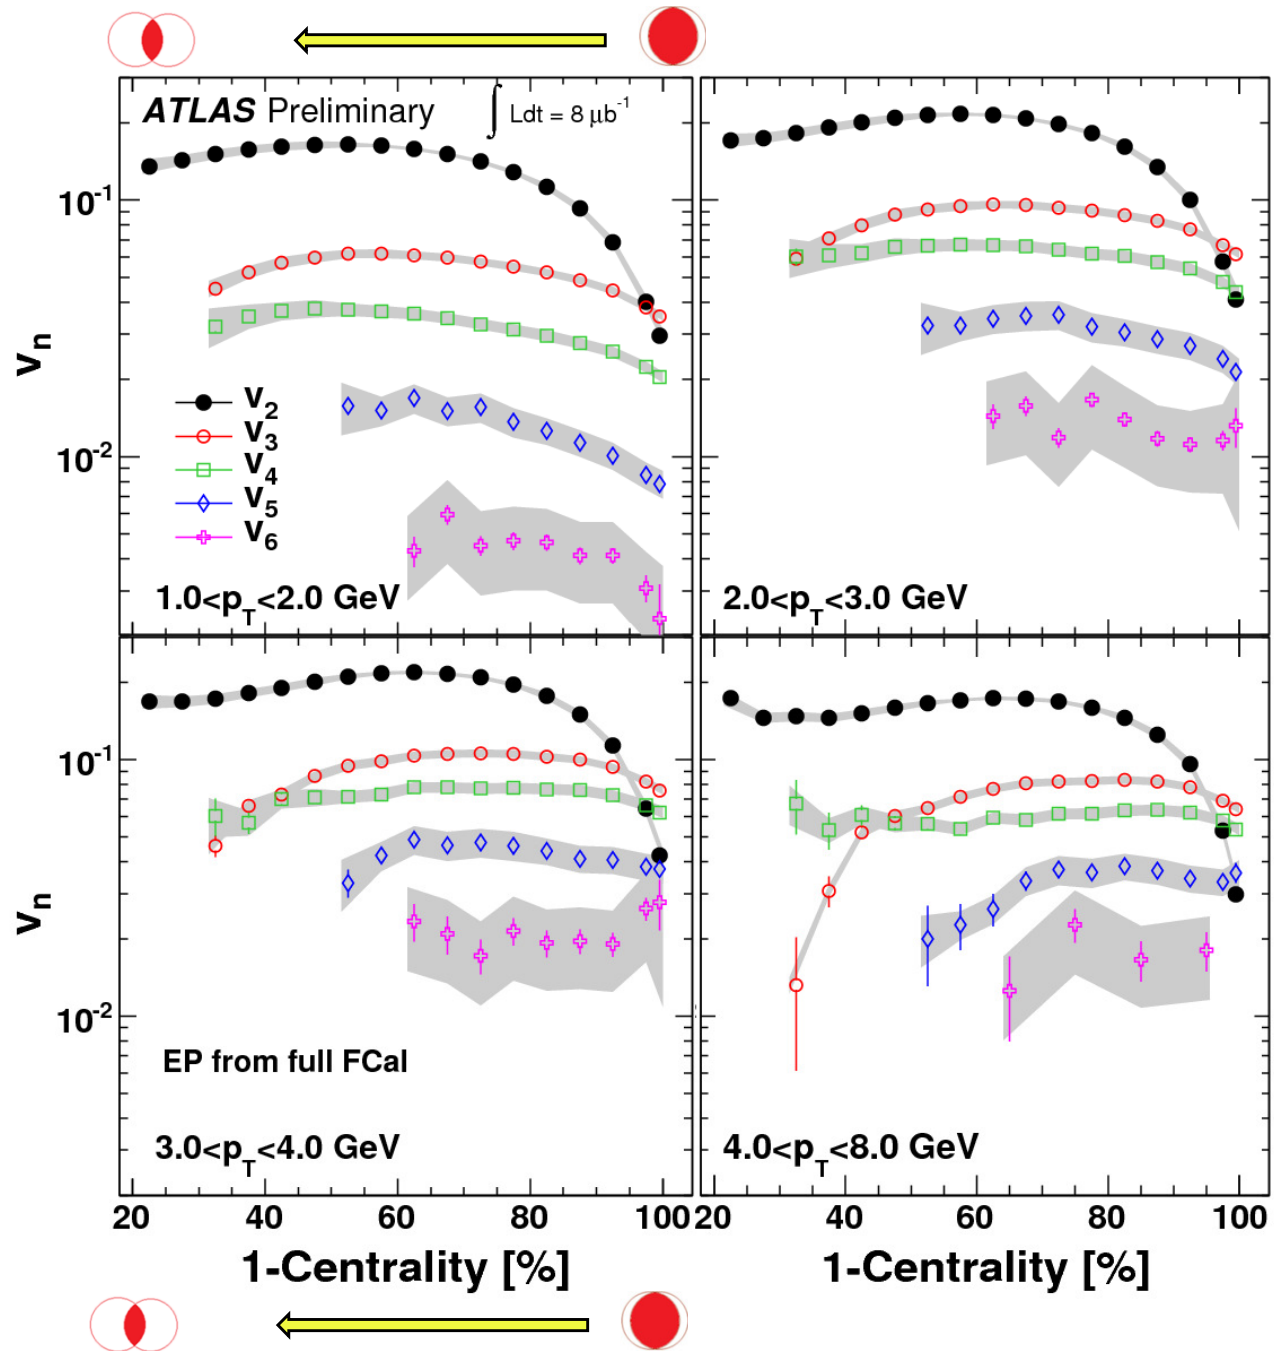 ATLAS Preliminary
∫ Ldt = 8 μb⁻¹
10⁻¹
10⁻²
vₙ
v₂
v₃
v₄
v₅
v₆
1.0<p_T<2.0 GeV
2.0<p_T<3.0 GeV
10⁻¹
10⁻²
vₙ
EP from full FCal
3.0<p_T<4.0 GeV
4.0<p_T<8.0 GeV
20 40 60 80 100 20 40 60 80 100
1-Centrality [%] 1-Centrality [%]